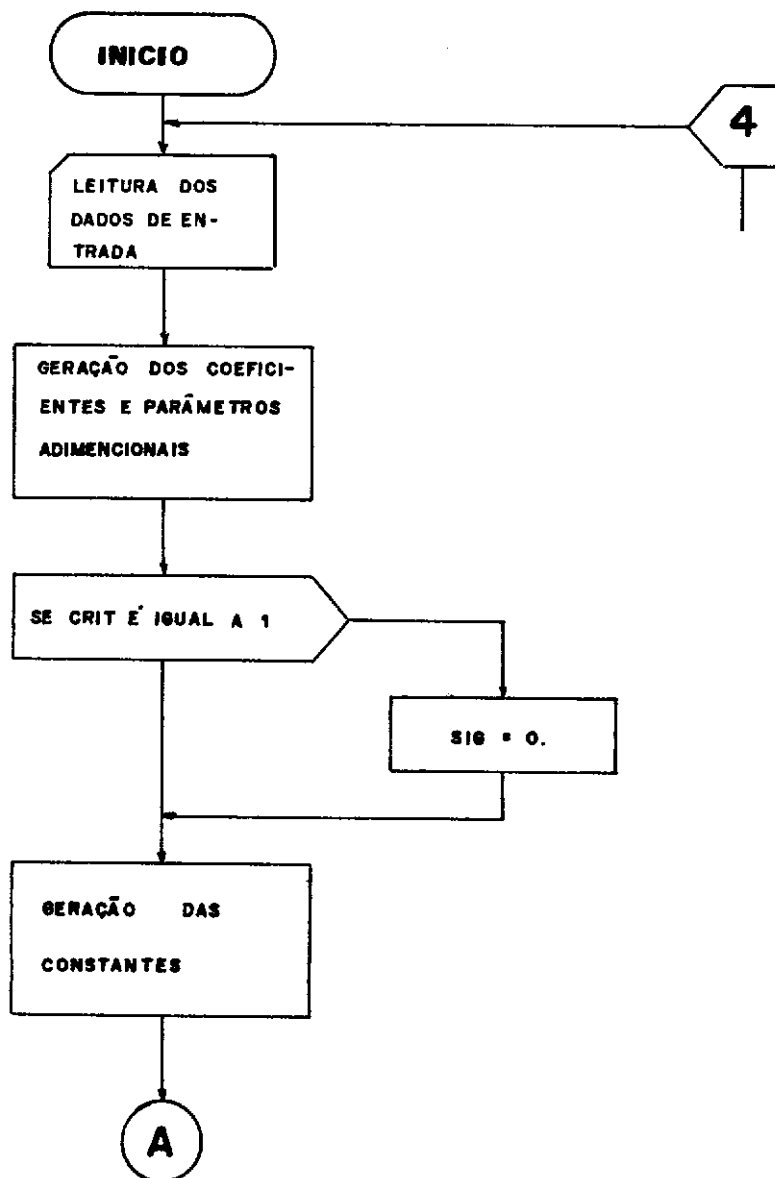 INICIO
4
LEITURA DOS
DADOS DE EN-
TRADA
GERAÇÃO DOS COEFICI-
ENTES E PARÂMETROS
ADIMENCIONAIS
SE CRIT É IGUAL A 1
SIG = 0.
GERAÇÃO DAS
CONSTANTES
A